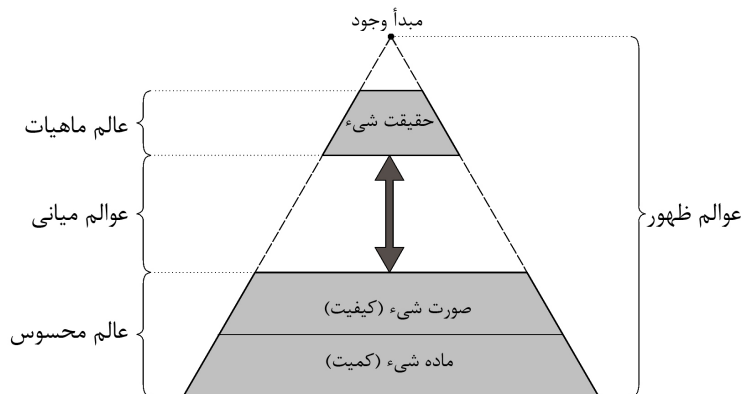 مبدأ وجود
حقیقت شیء
عالم ماهیات
عوالم میانی
عوالم ظهور
صورت شیء (کیفیت)
عالم محسوس
ماده شیء (کمیت)